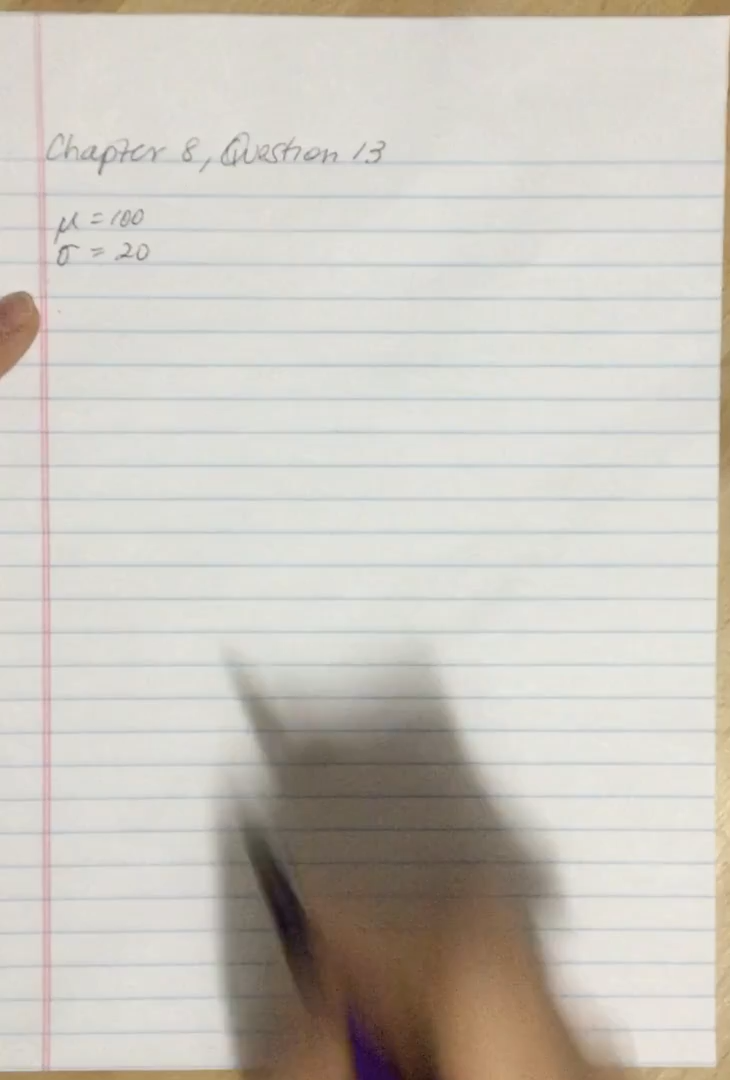 Chapter 8, Question 13
μ = 100
σ = 20